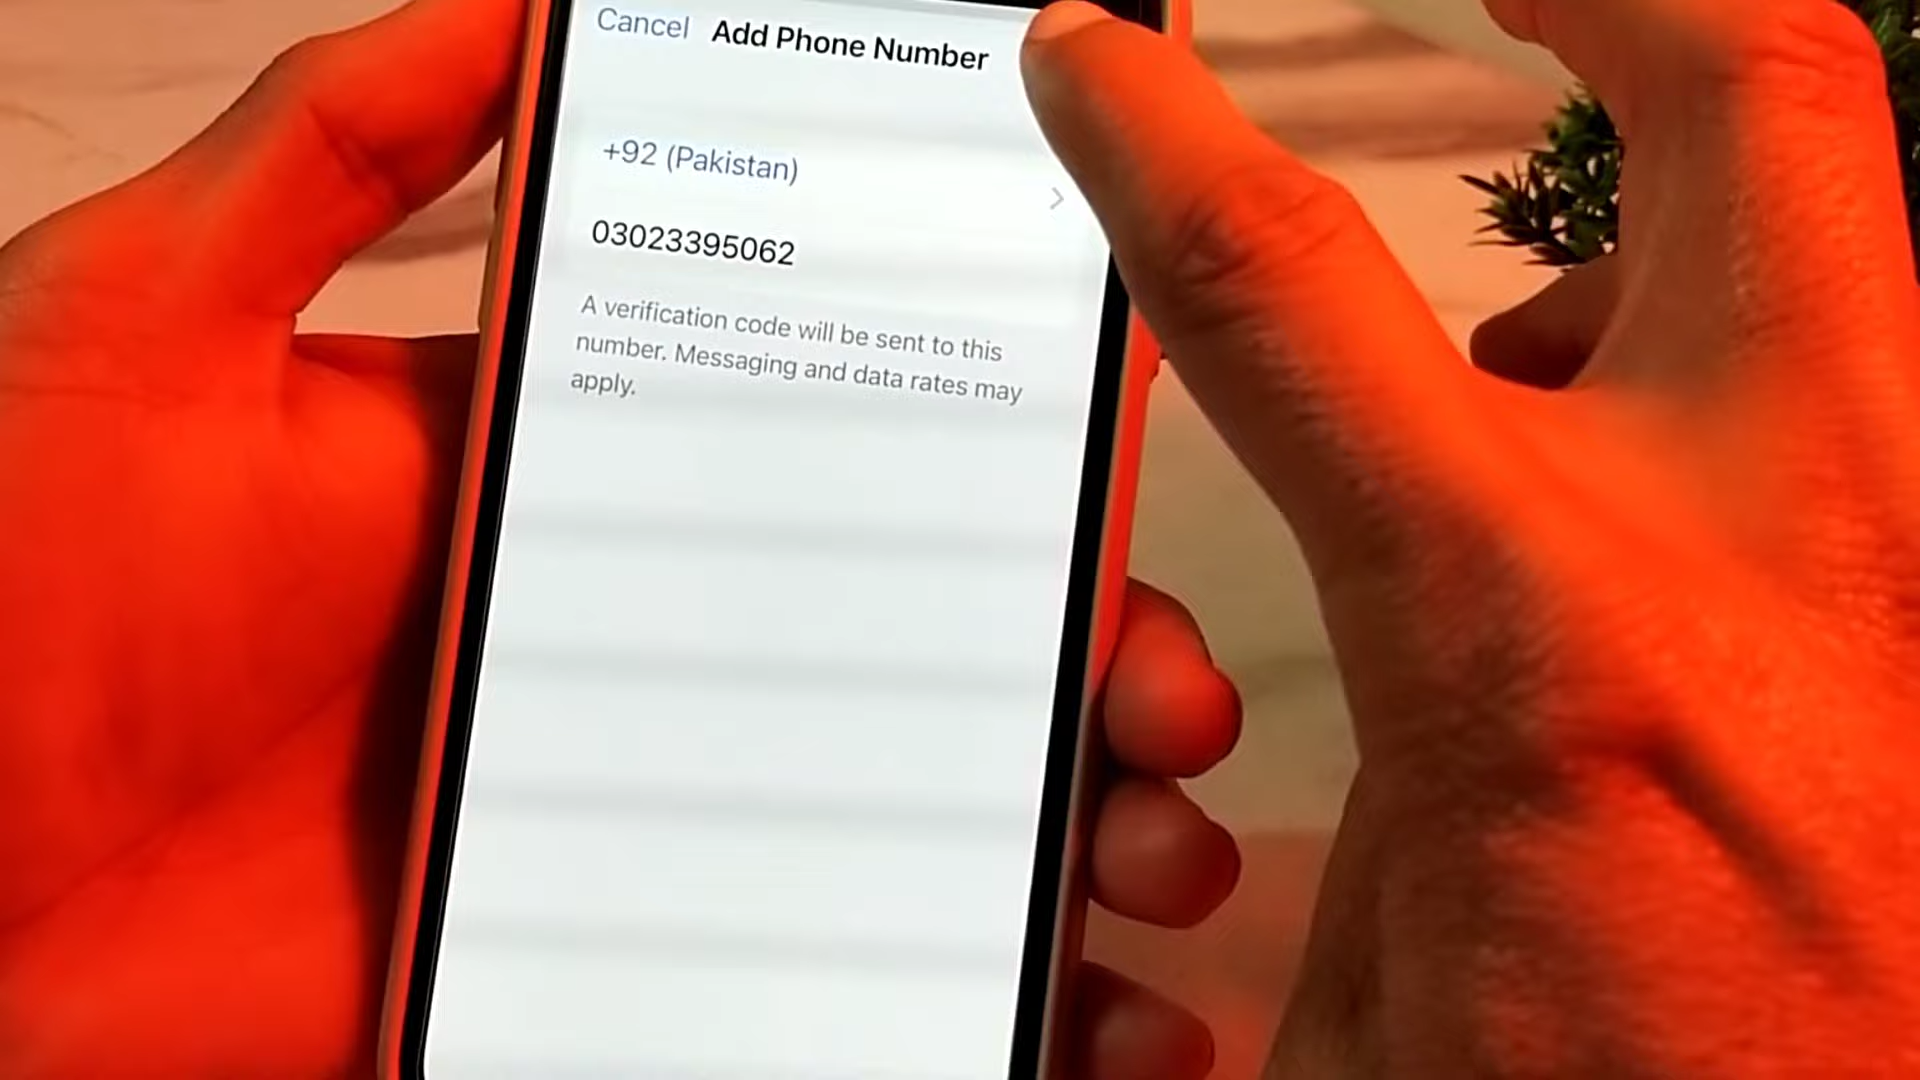 Cancel Add Phone Number
+92 (Pakistan)
03023395062
A verification code will be sent to this
number. Messaging and data rates may
apply.